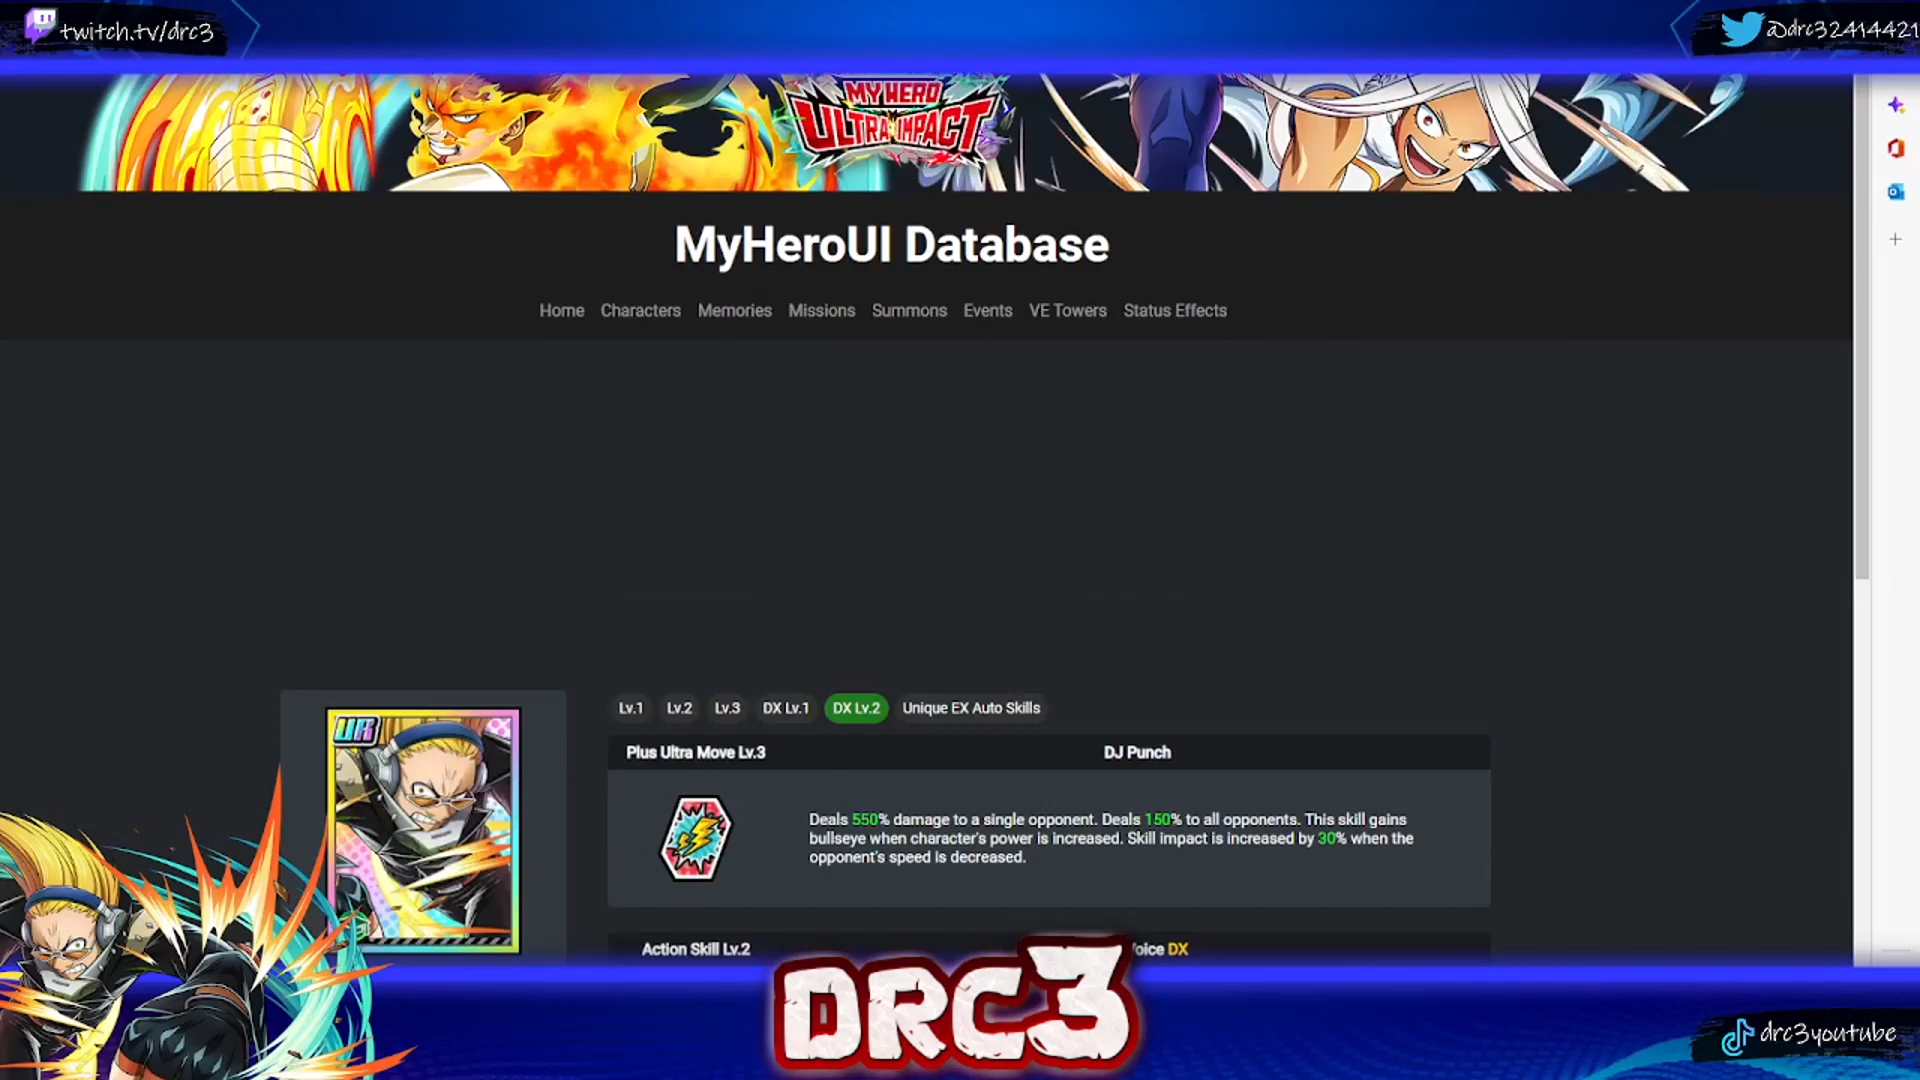 twitch.tv/drc3
@drc32414421
MY HERO
ULTRA IMPACT
MyHeroUI Database
Home Characters Memories Missions Summons Events VE Towers Status Effects
Lv.1 Lv.2 Lv.3 DX Lv.1 DX Lv.2 Unique EX Auto Skills
UR
Plus Ultra Move Lv.3 DJ Punch
Deals 550% damage to a single opponent. Deals 150% to all opponents. This skill gains
bullseye when character's power is increased. Skill impact is increased by 30% when the
opponent's speed is decreased.
Action Skill Lv.2 oice DX
DRC3
drc3youtube